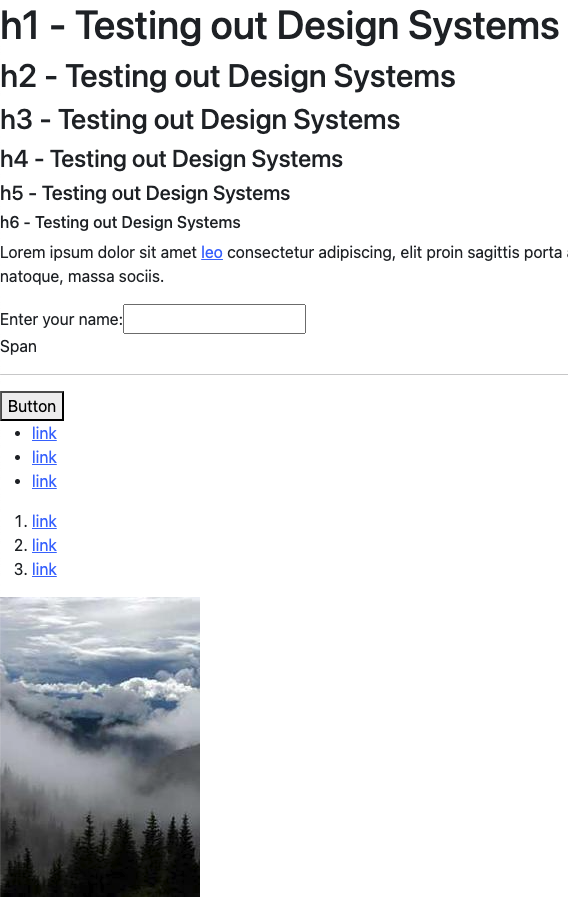 h1 - Testing out Design Systems
h2 - Testing out Design Systems
h3 - Testing out Design Systems
h4 - Testing out Design Systems
h5 - Testing out Design Systems
h6 - Testing out Design Systems
Lorem ipsum dolor sit amet leo consectetur adipiscing, elit proin sagittis porta
natoque, massa sociis.
Enter your name:
Span
Button
• link
• link
• link
1. link
2. link
3. link